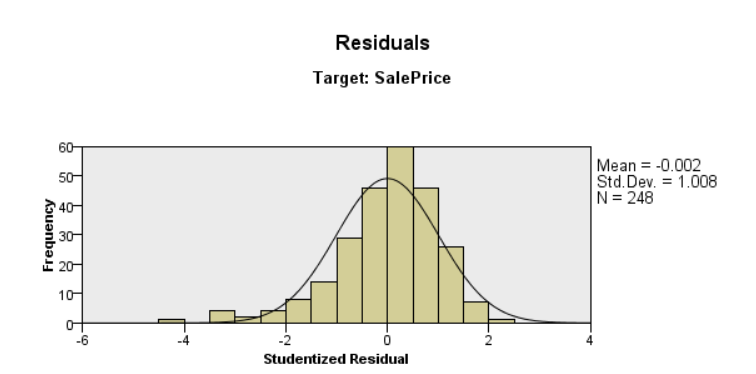 Residuals
Target: SalePrice
60
50
40
30
20
10
0
Frequency
-6
-4
-2
0
2
4
Studentized Residual
Mean = -0.002
Std.Dev. = 1.008
N = 248